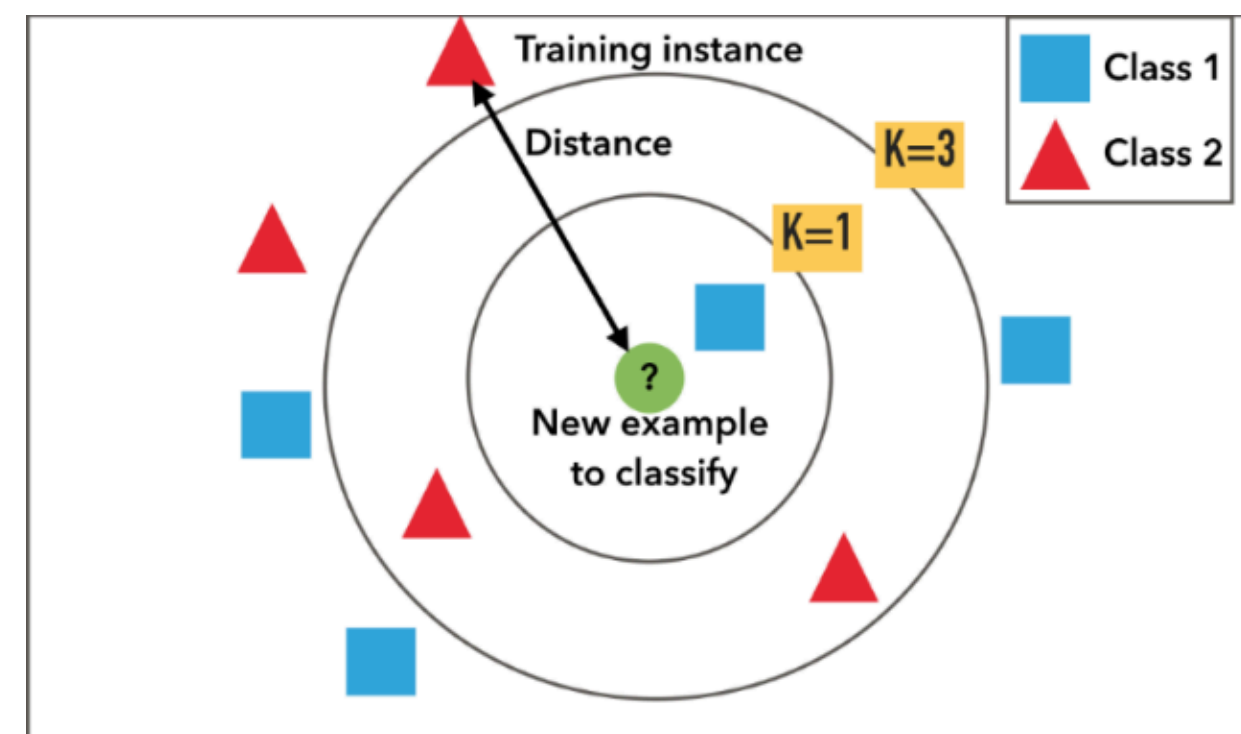 Training instance
Class 1
Distance
K=3
Class 2
K=1
?
New example
to classify